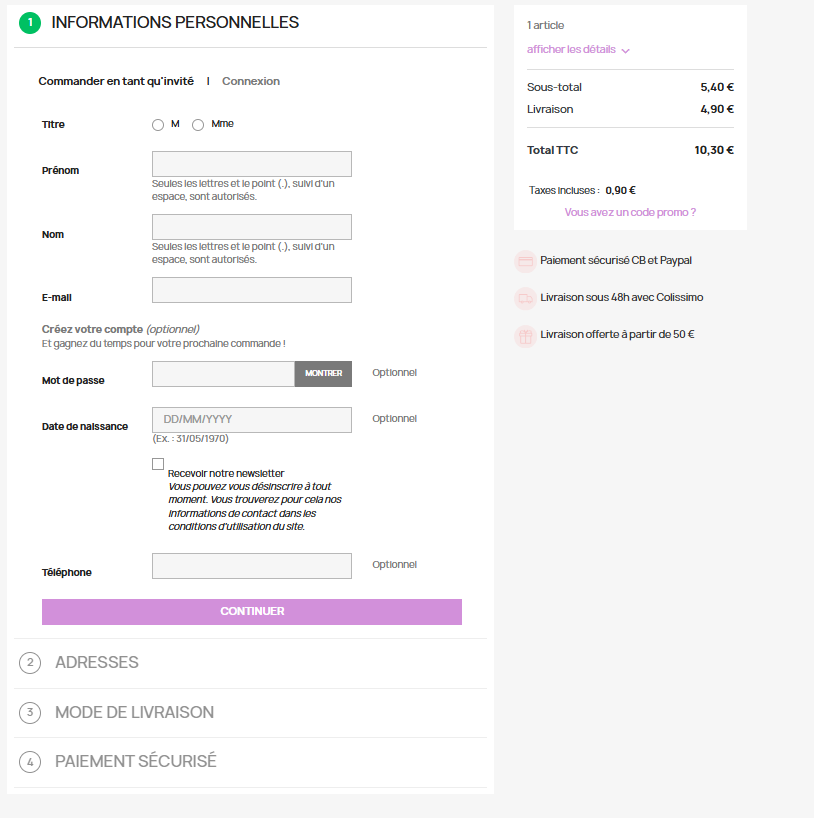 1 INFORMATIONS PERSONNELLES
Commander en tant qu'invité | Connexion
Titre M Mme
Prénom
Seules les lettres et le point (.), suivi d'un
espace, sont autorisés.
Nom
Seules les lettres et le point (.), suivi d'un
espace, sont autorisés.
E-mail
Créez votre compte (optionnel)
Et gagnez du temps pour votre prochaine commande !
Mot de passe MONTRER Optionnel
Date de naissance DD/MM/YYYY Optionnel
(Ex. : 31/05/1970)
Recevoir notre newsletter
Vous pouvez vous désinscrire à tout
moment. Vous trouverez pour cela nos
informations de contact dans les
conditions d'utilisation du site.
Téléphone Optionnel
CONTINUER
2 ADRESSES
3 MODE DE LIVRAISON
4 PAIEMENT SÉCURISÉ
1 article
afficher les détails
Sous-total 5,40 €
Livraison 4,90 €
Total TTC 10,30 €
Taxes incluses : 0,90 €
Vous avez un code promo ?
Paiement sécurisé CB et Paypal
Livraison sous 48h avec Colissimo
Livraison offerte à partir de 50 €